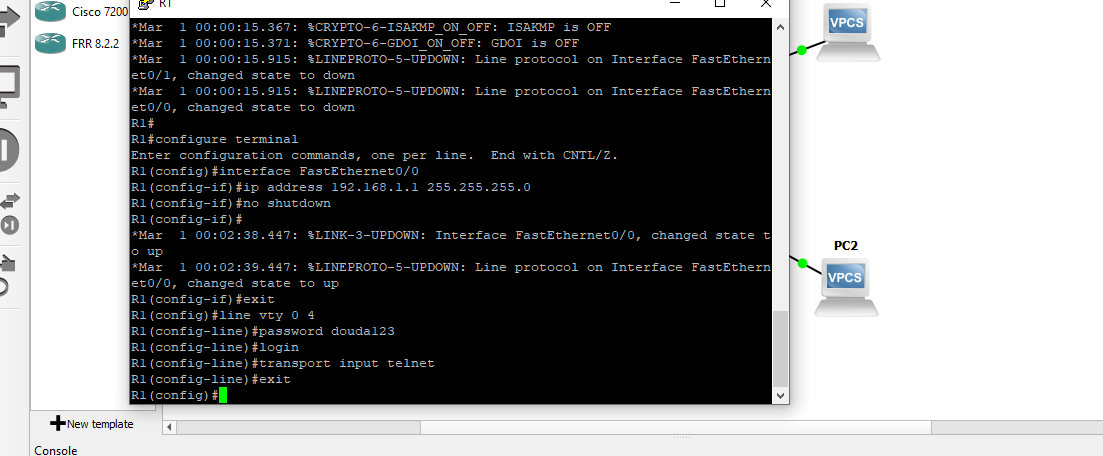 Cisco 7200
FRR 8.2.2
R1
*Mar  1 00:00:15.367: %CRYPTO-6-ISAKMP_ON_OFF: ISAKMP is OFF
*Mar  1 00:00:15.371: %CRYPTO-6-GDOI_ON_OFF: GDOI is OFF
*Mar  1 00:00:15.915: %LINEPROTO-5-UPDOWN: Line protocol on Interface FastEthern
et0/1, changed state to down
*Mar  1 00:00:15.915: %LINEPROTO-5-UPDOWN: Line protocol on Interface FastEthern
et0/0, changed state to down
R1#
R1#configure terminal
Enter configuration commands, one per line.  End with CNTL/Z.
R1(config)#interface FastEthernet0/0
R1(config-if)#ip address 192.168.1.1 255.255.255.0
R1(config-if)#no shutdown
R1(config-if)#
*Mar  1 00:02:38.447: %LINK-3-UPDOWN: Interface FastEthernet0/0, changed state t
o up
*Mar  1 00:02:39.447: %LINEPROTO-5-UPDOWN: Line protocol on Interface FastEthern
et0/0, changed state to up
R1(config-if)#exit
R1(config)#line vty 0 4
R1(config-line)#password douda123
R1(config-line)#login
R1(config-line)#transport input telnet
R1(config-line)#exit
R1(config)#
VPCS
PC2
VPCS
New template
Console